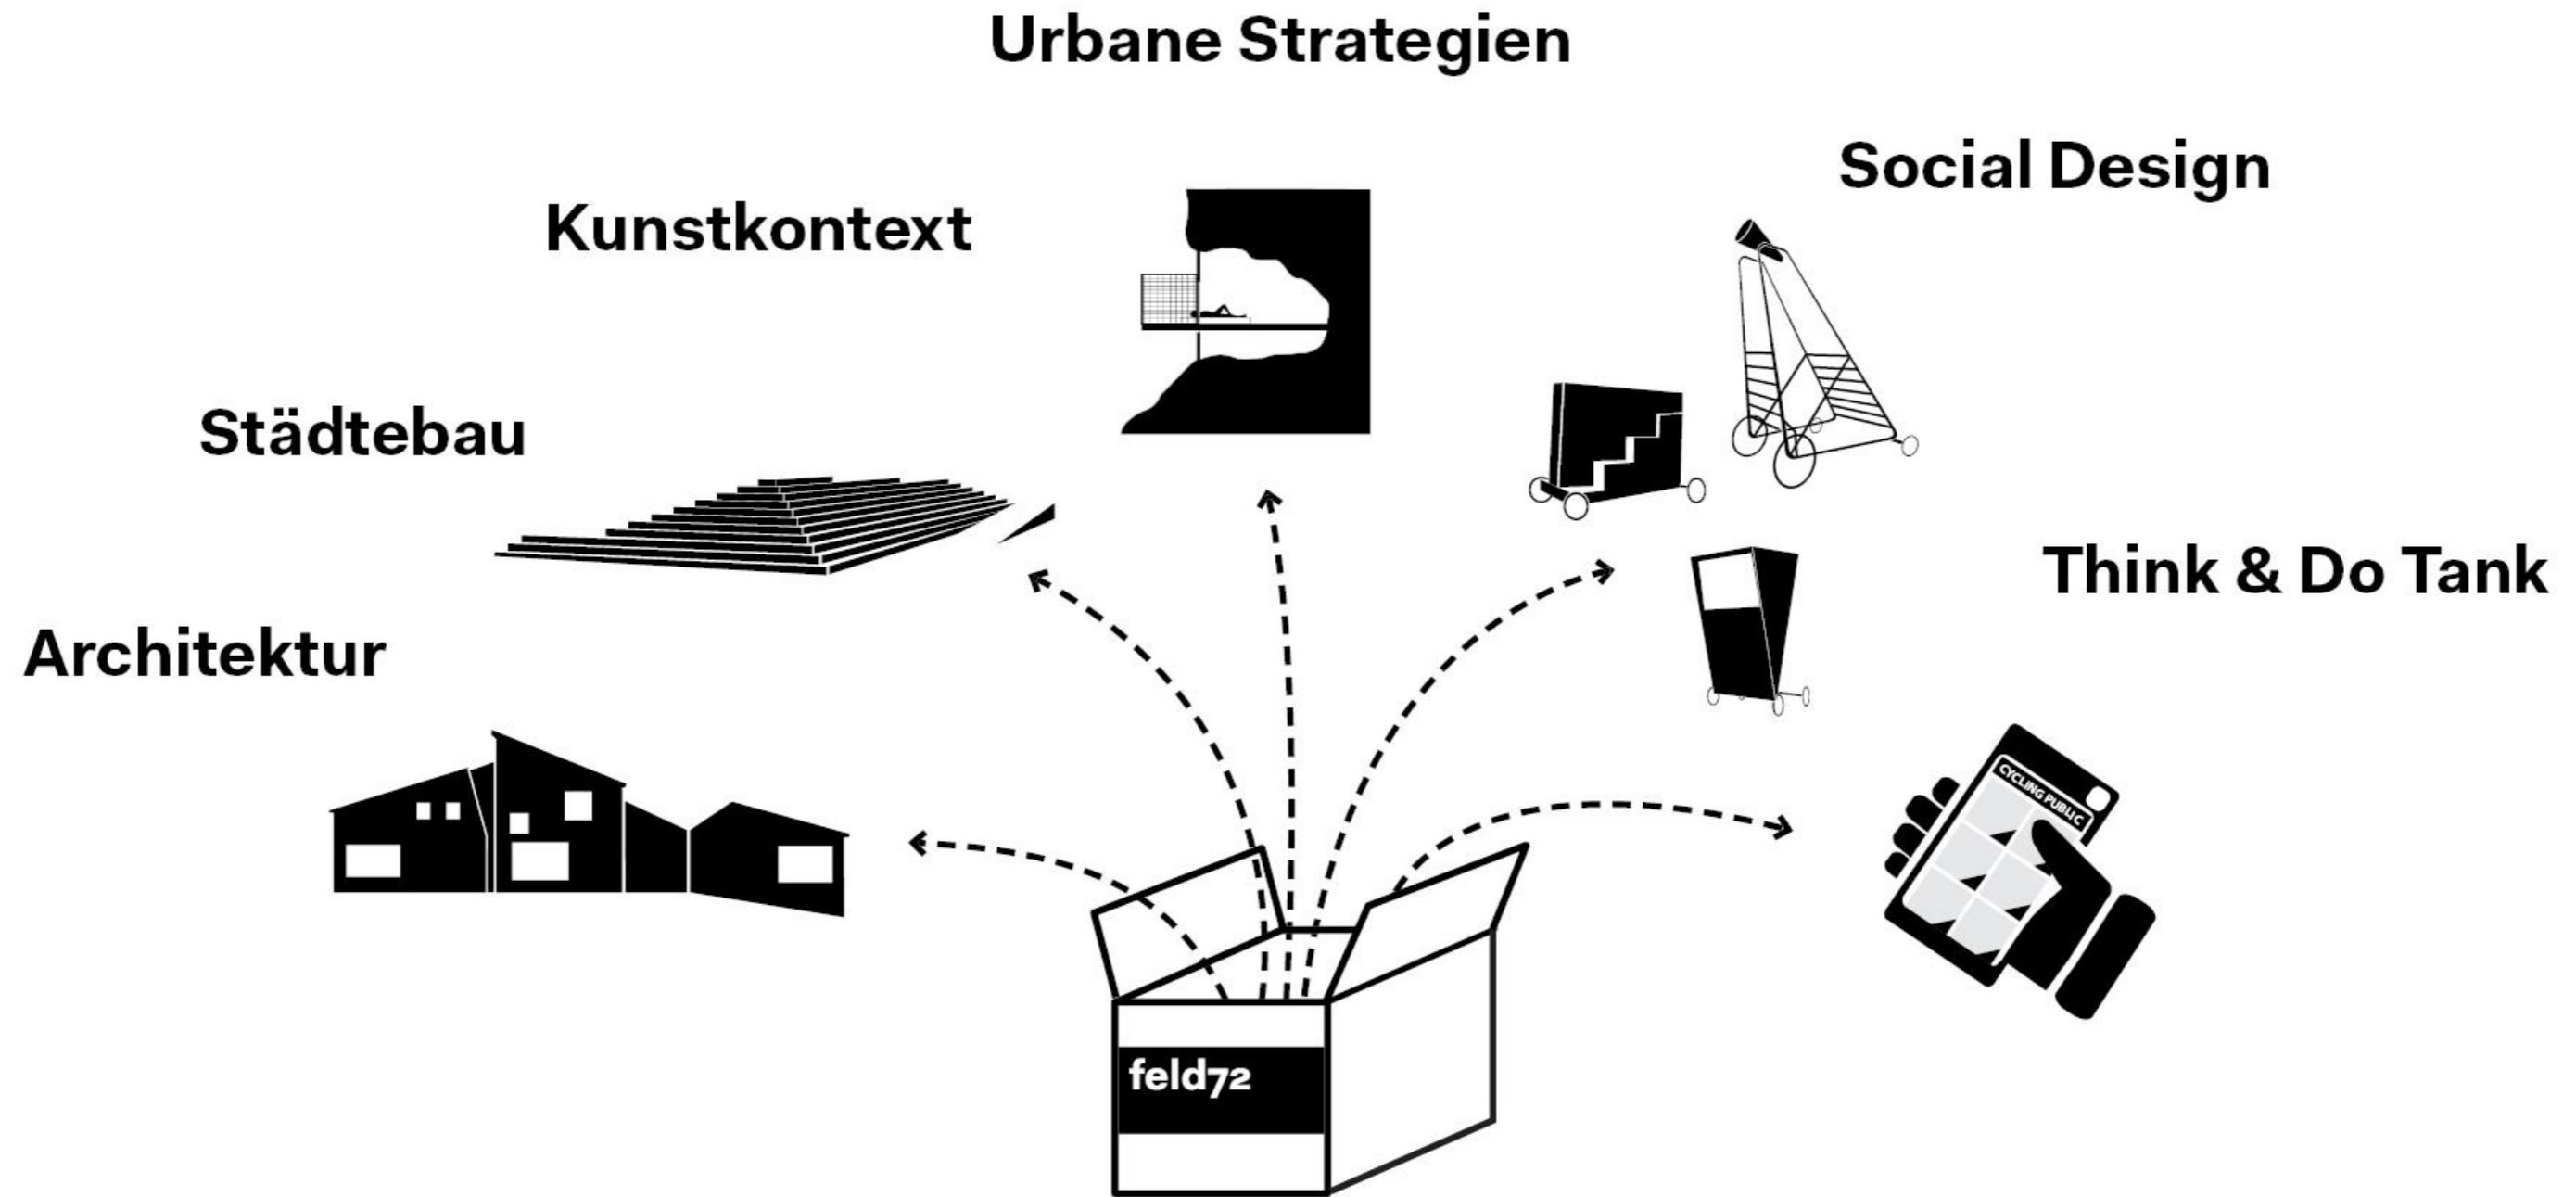 Urbane Strategien
Social Design
Kunstkontext
Städtebau
Think & Do Tank
Architektur
CYCLING PUBLIC
feld72